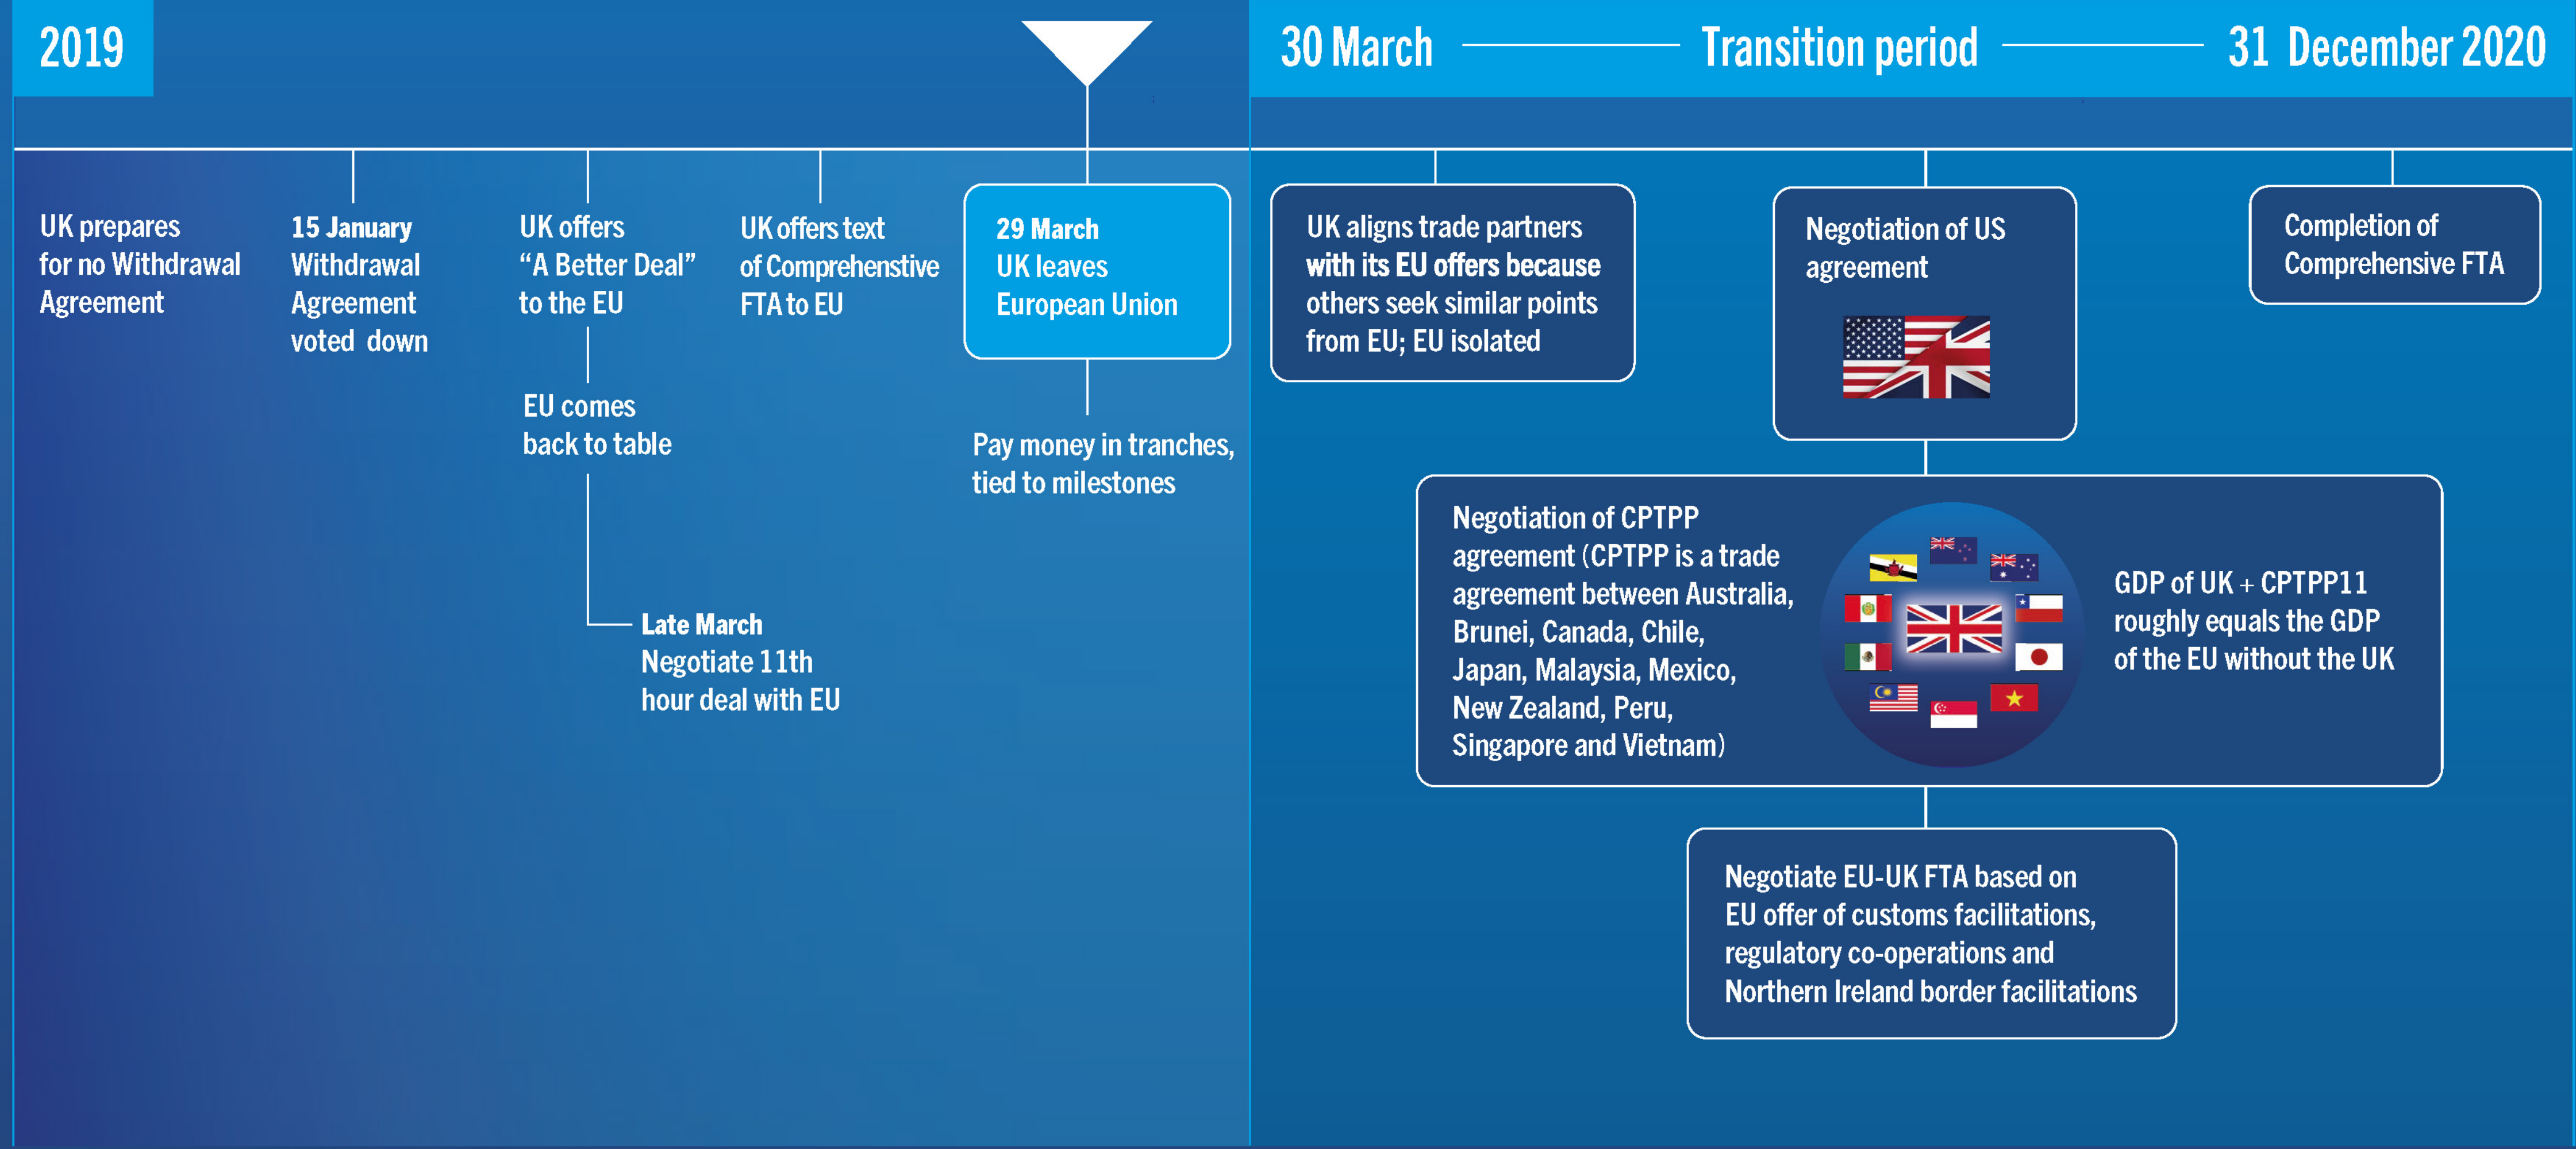 2019
30 March
Transition period
31 December 2020
UK prepares
for no Withdrawal
Agreement
15 January
Withdrawal
Agreement
voted down
UK offers
“A Better Deal”
to the EU
EU comes
back to table
Late March
Negotiate 11th
hour deal with EU
UK offers text
of Comprehenstive
FTA to EU
29 March
UK leaves
European Union
Pay money in tranches,
tied to milestones
UK aligns trade partners
with its EU offers because
others seek similar points
from EU; EU isolated
Negotiation of US
agreement
Completion of
Comprehensive FTA
Negotiation of CPTPP
agreement (CPTPP is a trade
agreement between Australia,
Brunei, Canada, Chile,
Japan, Malaysia, Mexico,
New Zealand, Peru,
Singapore and Vietnam)
GDP of UK + CPTPP11
roughly equals the GDP
of the EU without the UK
Negotiate EU-UK FTA based on
EU offer of customs facilitations,
regulatory co-operations and
Northern Ireland border facilitations